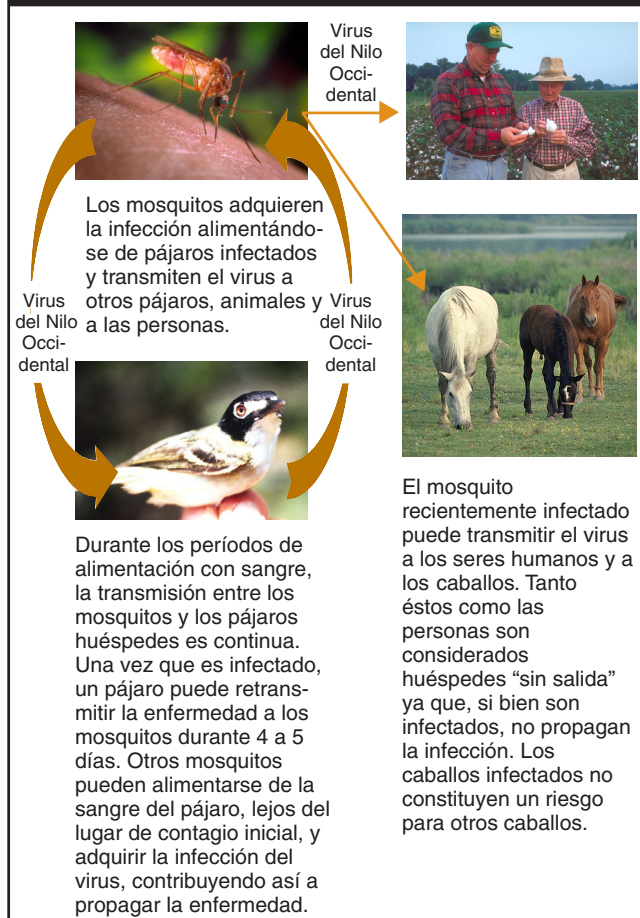 Virus
del Nilo
Occi-
dental
Los mosquitos adquieren
la infección alimentándo-
se de pájaros infectados
y transmiten el virus a
otros pájaros, animales y
a las personas.
Virus
del Nilo
Occi-
dental
Virus
del Nilo
Occi-
dental
Durante los períodos de
alimentación con sangre,
la transmisión entre los
mosquitos y los pájaros
huéspedes es continua.
Una vez que es infectado,
un pájaro puede retrans-
mitir la enfermedad a los
mosquitos durante 4 a 5
días. Otros mosquitos
pueden alimentarse de la
sangre del pájaro, lejos del
lugar de contagio inicial, y
adquirir la infección del
virus, contribuyendo así a
propagar la enfermedad.
El mosquito
recientemente infectado
puede transmitir el virus
a los seres humanos y a
los caballos. Tanto
éstos como las
personas son
considerados
huéspedes “sin salida”
ya que, si bien son
infectados, no propagan
la infección. Los
caballos infectados no
constituyen un riesgo
para otros caballos.